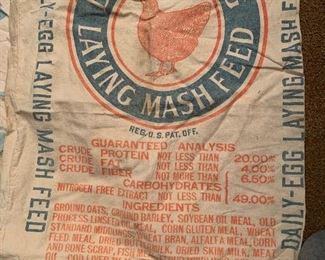 LAYING MASH FEED
REG. U. S. PAT. OFF.
GUARANTEED ANALYSIS
CRUDE PROTEIN NOT LESS THAN 20.00%
CRUDE FAT NOT LESS THAN 4.00%
CRUDE FIBER NOT MORE THAN 6.50%
CARBOHYDRATES
NITROGEN FREE EXTRACT NOT LESS THAN 49.00%
INGREDIENTS
GROUND OATS, GROUND BARLEY, SOYBEAN OIL MEAL, OLD
PROCESS LINSEED OIL MEAL, CORN GLUTEN MEAL, WHEAT
STANDARD MIDDLINGS, WHEAT BRAN, ALFALFA MEAL, CORN
FEED MEAL, DRIED BUTTERMILK, MEAT
AND BONE SCRAP, FISH MEAL, DRIED SKIM MILK, MEAT
Y-EGG LAYING MASH FEED
DAILY-EGG LAYING MASH F